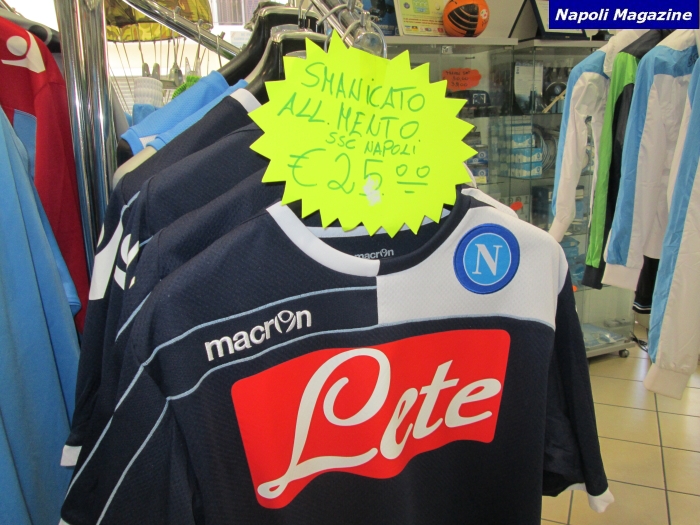 Napoli Magazine
SMANICATO
ALL. MENTO
SSC NAPOLI
€ 25.00
macron
macron
N
Lete